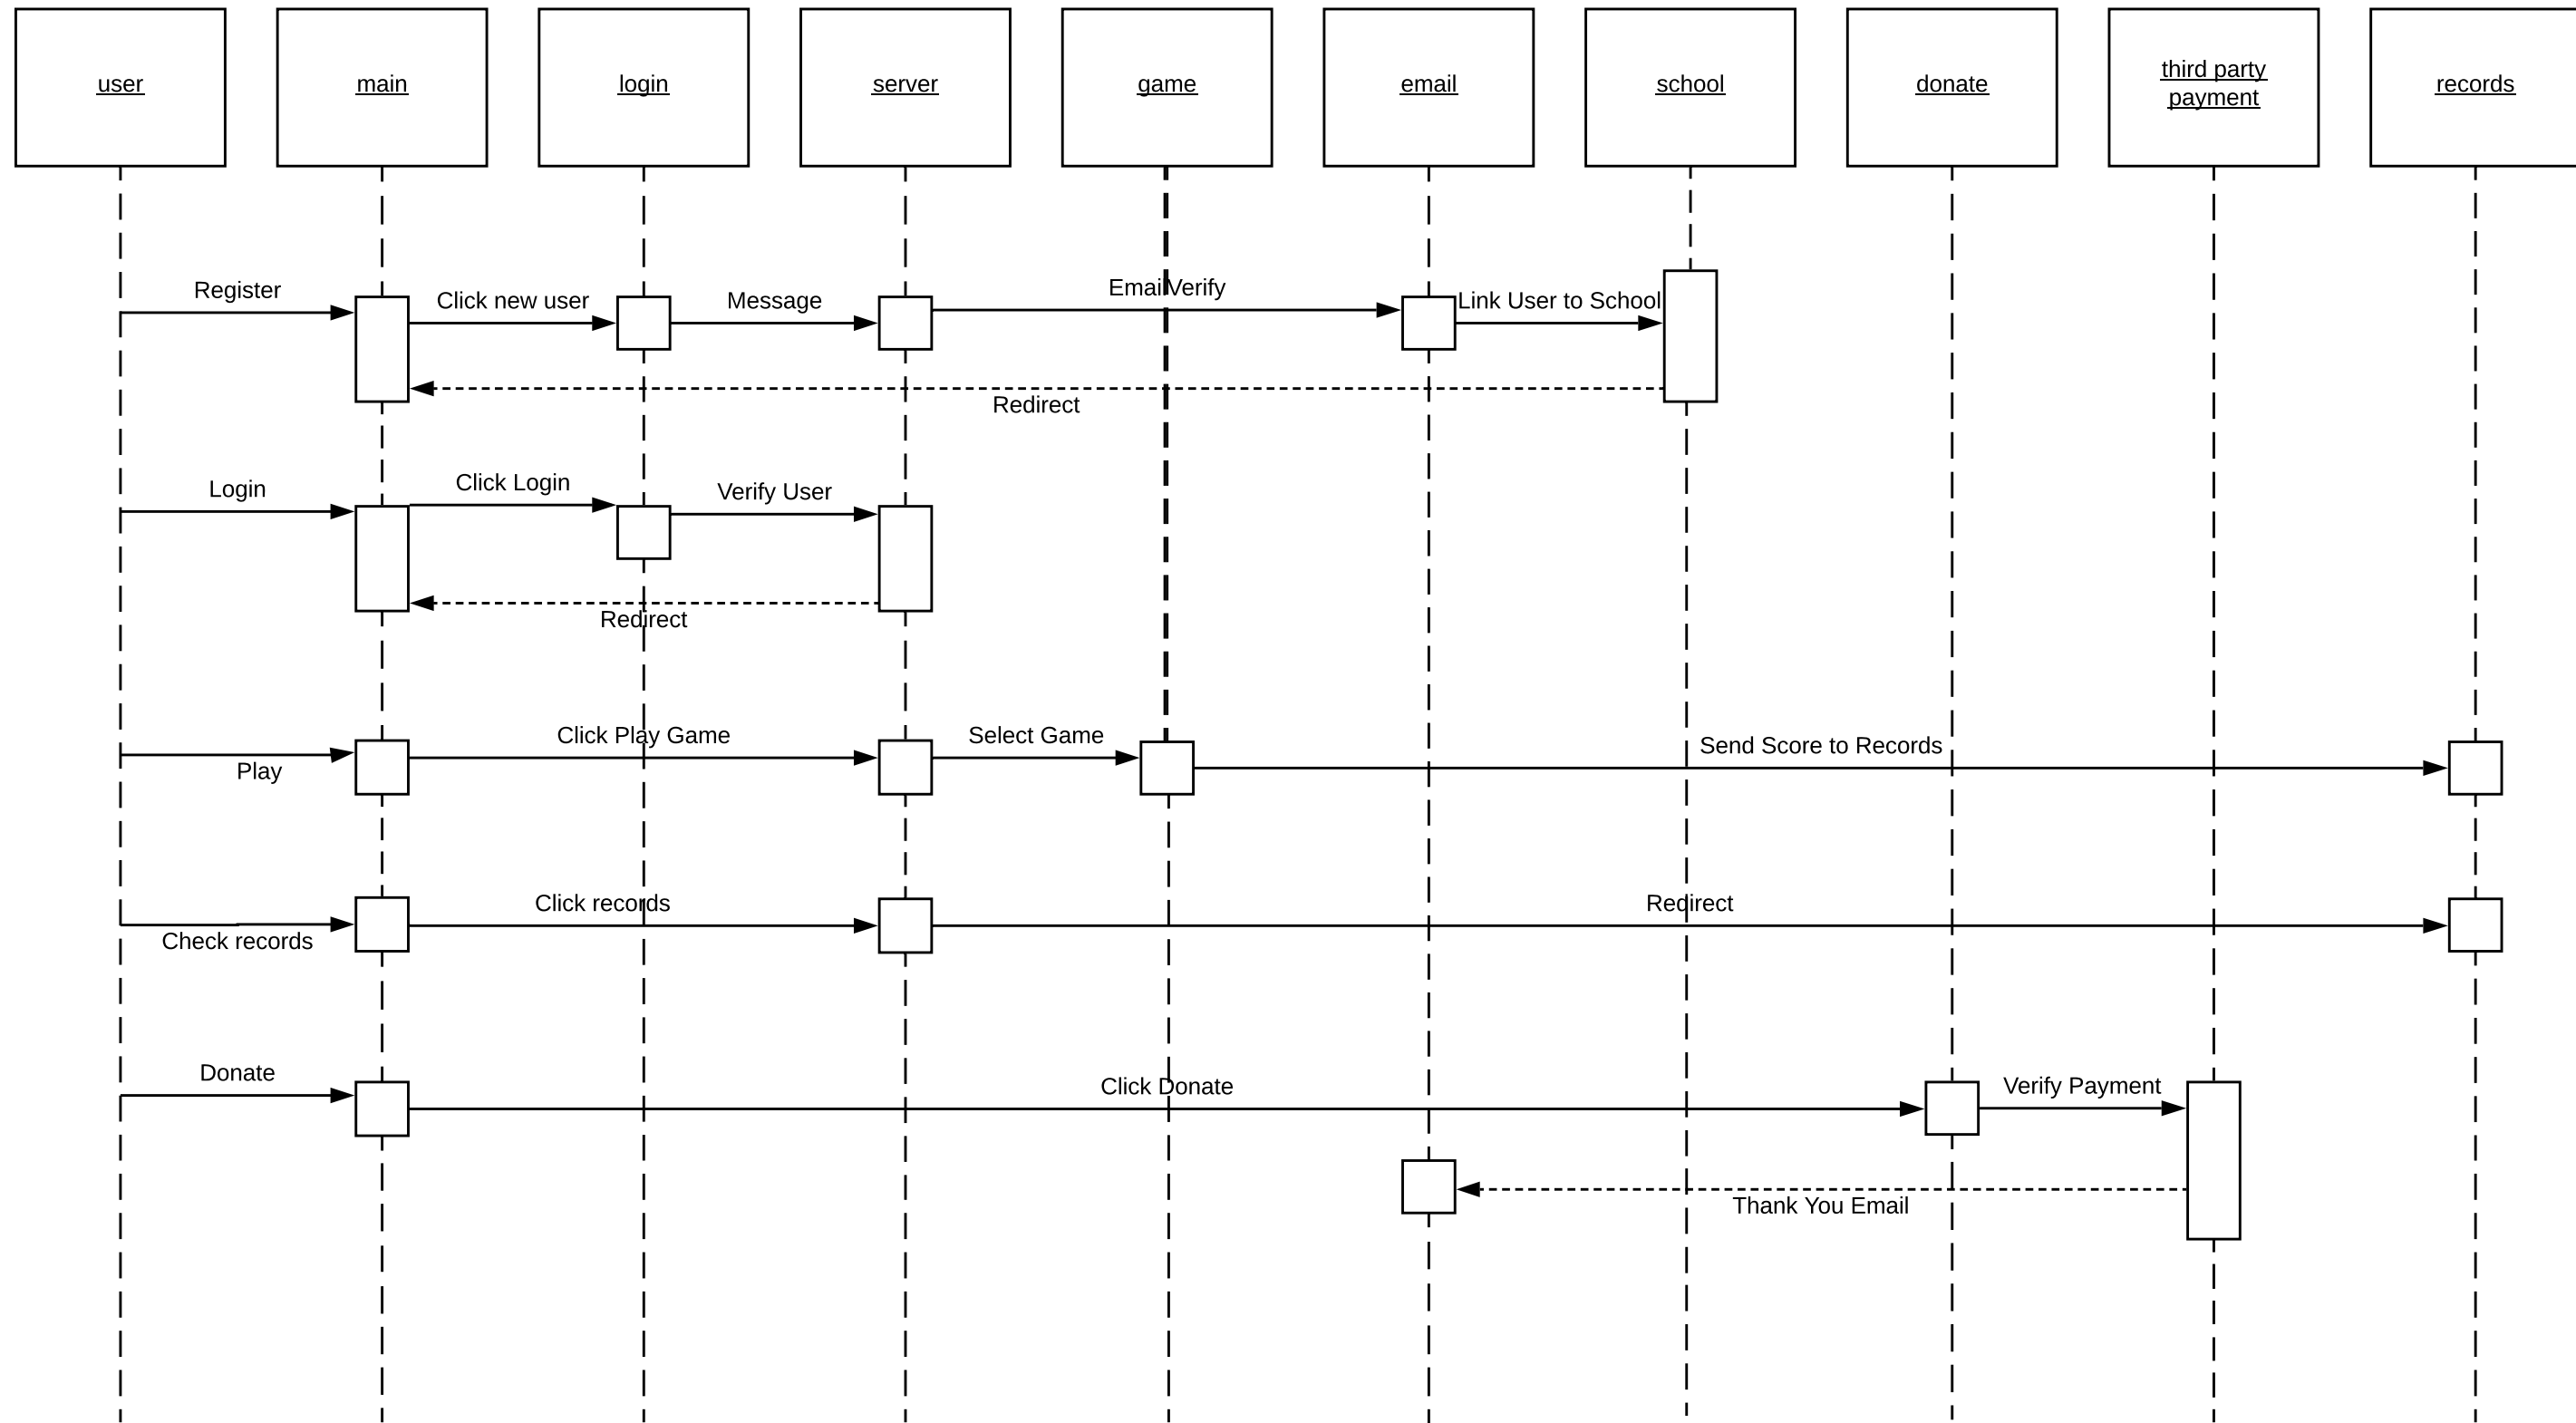 user
main
login
server
game
email
school
donate
third party
payment
records
Register
Click new user
Message
Email Verify
Link User to School
Redirect
Login
Click Login
Verify User
Redirect
Play
Click Play Game
Select Game
Send Score to Records
Check records
Click records
Redirect
Donate
Click Donate
Verify Payment
Thank You Email